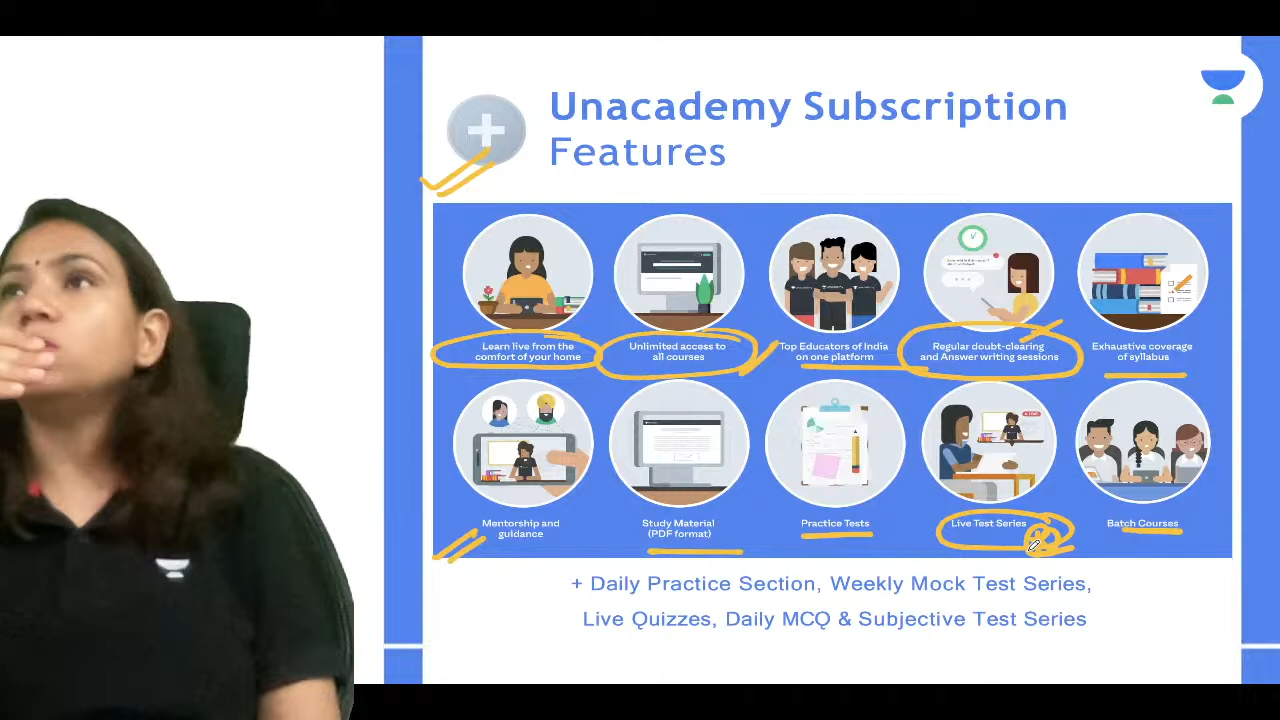 Unacademy Subscription
Features
Learn live from the
comfort of your home
Unlimited access to
all courses
Top Educators of India
on one platform
Regular doubt-clearing
and Answer writing sessions
Exhaustive coverage
of syllabus
Mentorship and
guidance
Study Material
(PDF format)
Practice Tests
Live Test Series
Batch Courses
+ Daily Practice Section, Weekly Mock Test Series,
Live Quizzes, Daily MCQ & Subjective Test Series